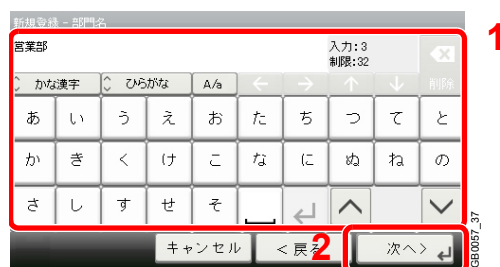 新規登録 - 部門名
1
営業部
入力:3
制限:32
かな漢字 ひらがな A/a ← → ↑ ↓ 削除
あ い う え お た ち つ て と
か き く け こ な に ぬ ね の
さ し す せ そ
キャンセル < 戻る 2 次へ >
GB0057_37